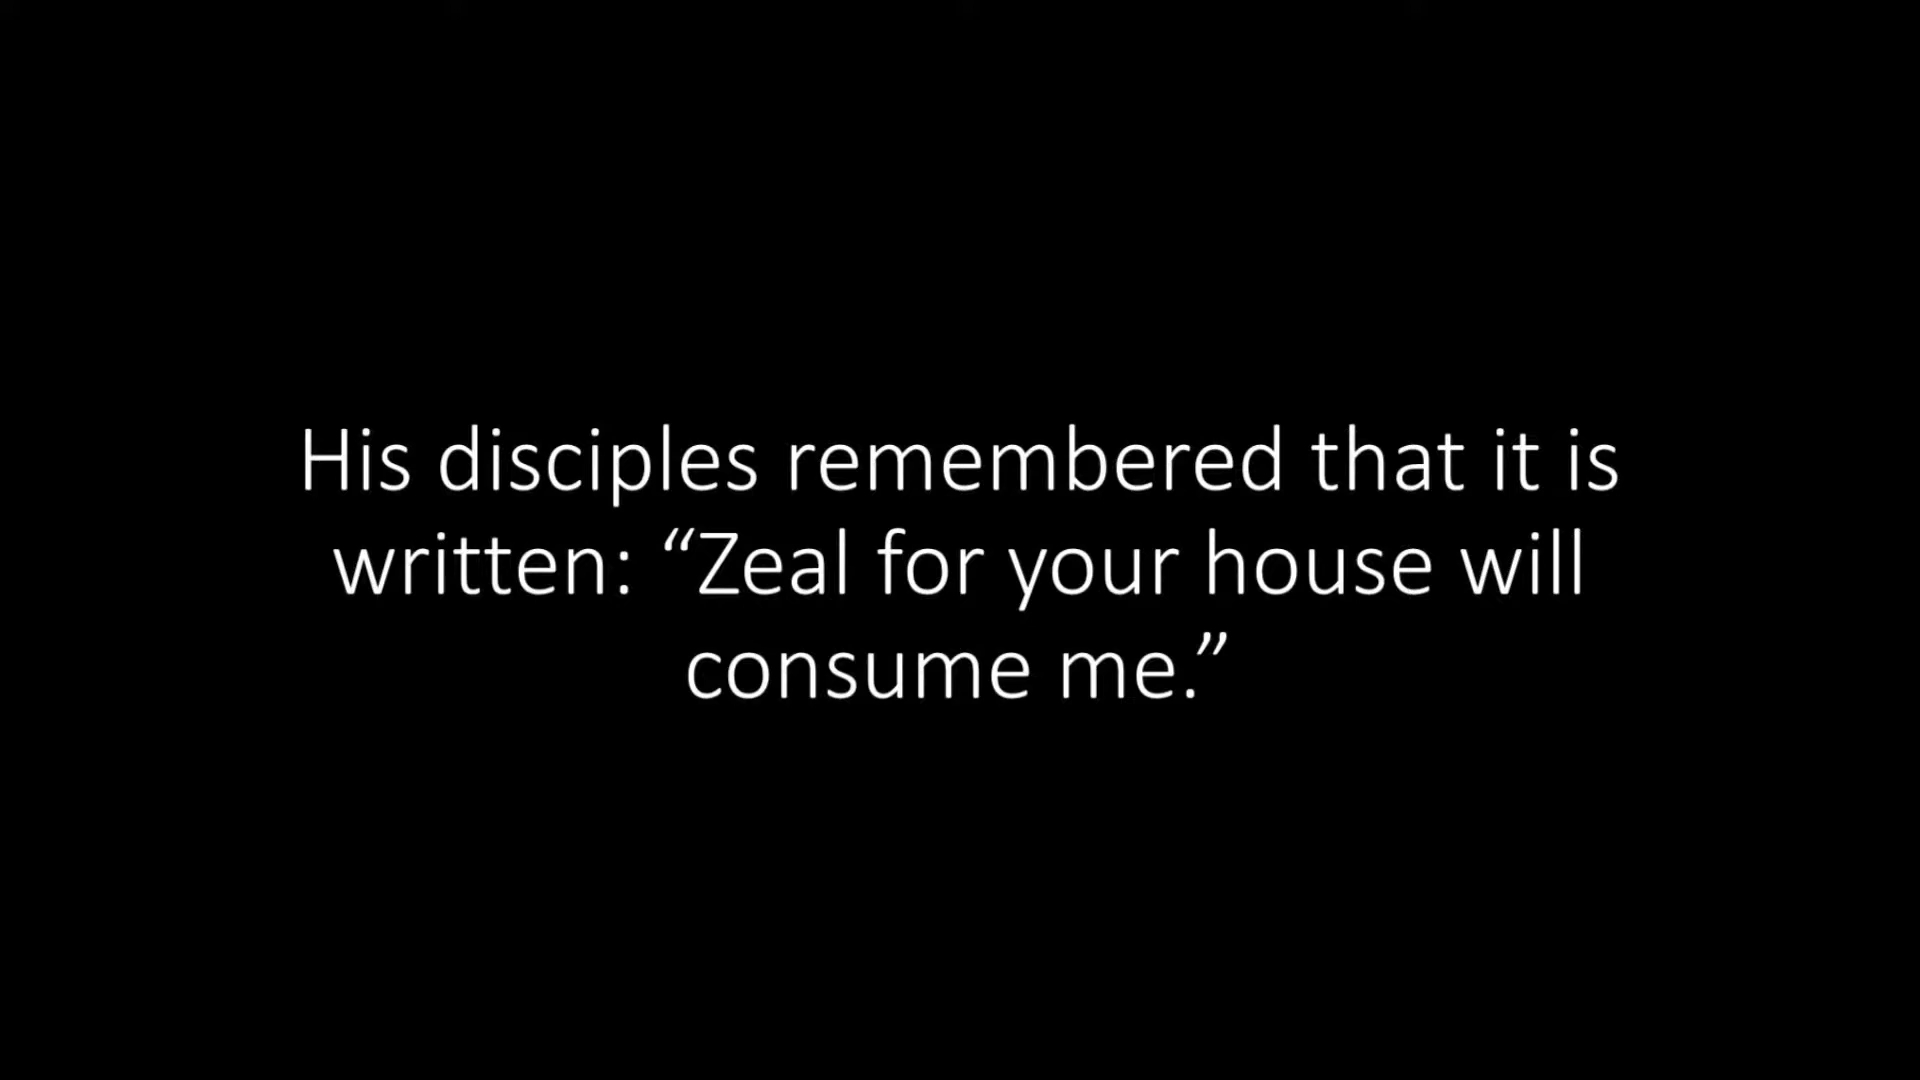 His disciples remembered that it is
written: “Zeal for your house will
consume me.”